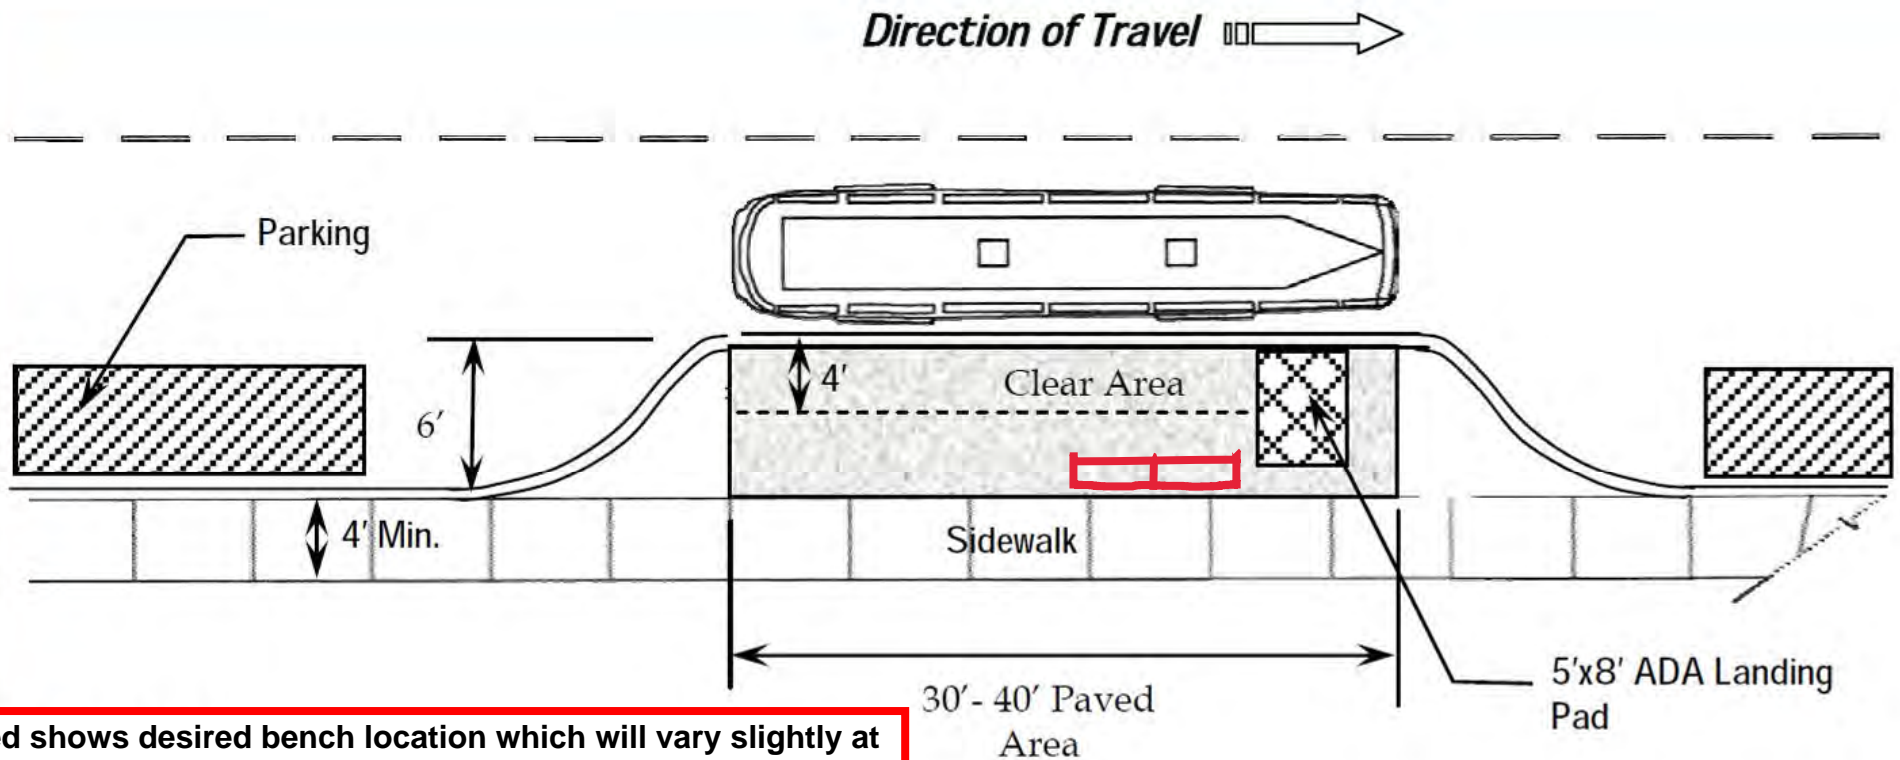 Direction of Travel
Parking
6'
4'
Clear Area
4' Min.
Sidewalk
5'x8' ADA Landing
Pad
30'- 40' Paved
Area
shows desired bench location which will vary slightly at